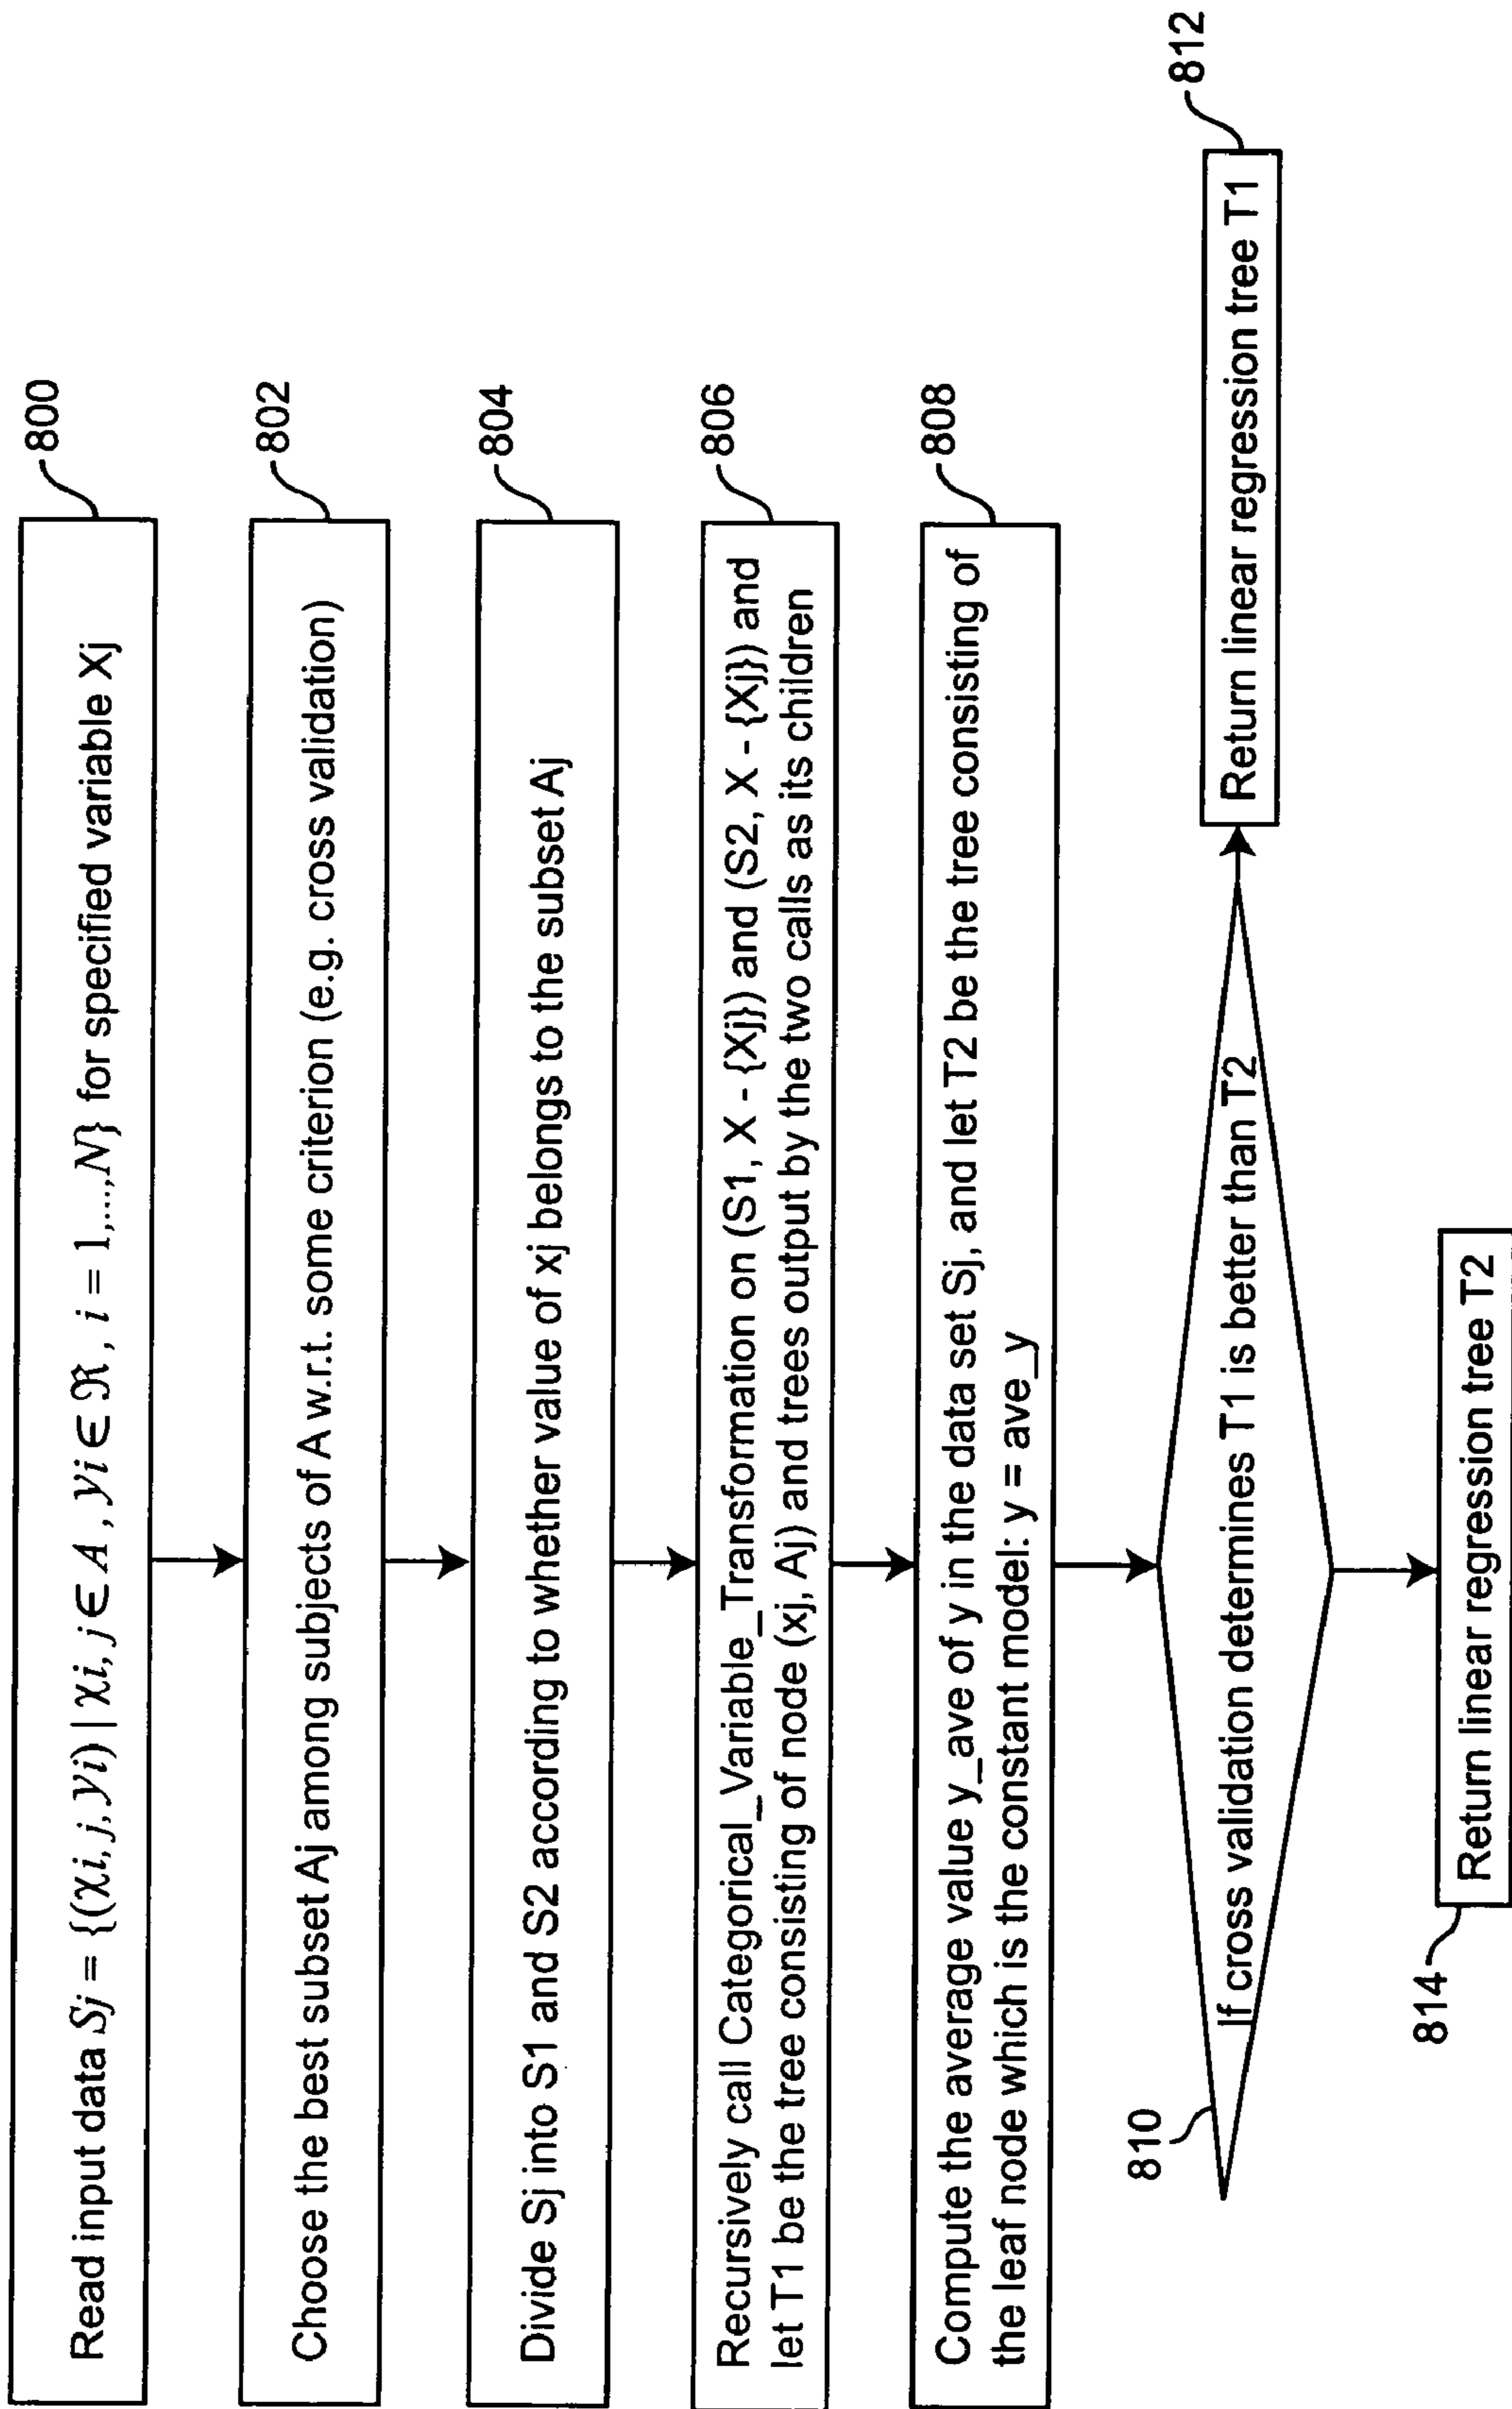 800
Read input data Sj = {(χi, j, yi) | χi, j ∈ A, yi ∈ ℜ, i = 1,...,N} for specified variable Xj
802
Choose the best subset Aj among subjects of A w.r.t. some criterion (e.g. cross validation)
804
Divide Sj into S1 and S2 according to whether value of xj belongs to the subset Aj
806
Recursively call Categorical_Variable_Transformation on (S1, X - {Xj}) and (S2, X - {Xj}) and
let T1 be the tree consisting of node (xj, Aj) and trees output by the two calls as its children
808
Compute the average value y_ave of y in the data set Sj, and let T2 be the tree consisting of
the leaf node which is the constant model: y = ave_y
810
If cross validation determines T1 is better than T2
812
Return linear regression tree T1
814
Return linear regression tree T2